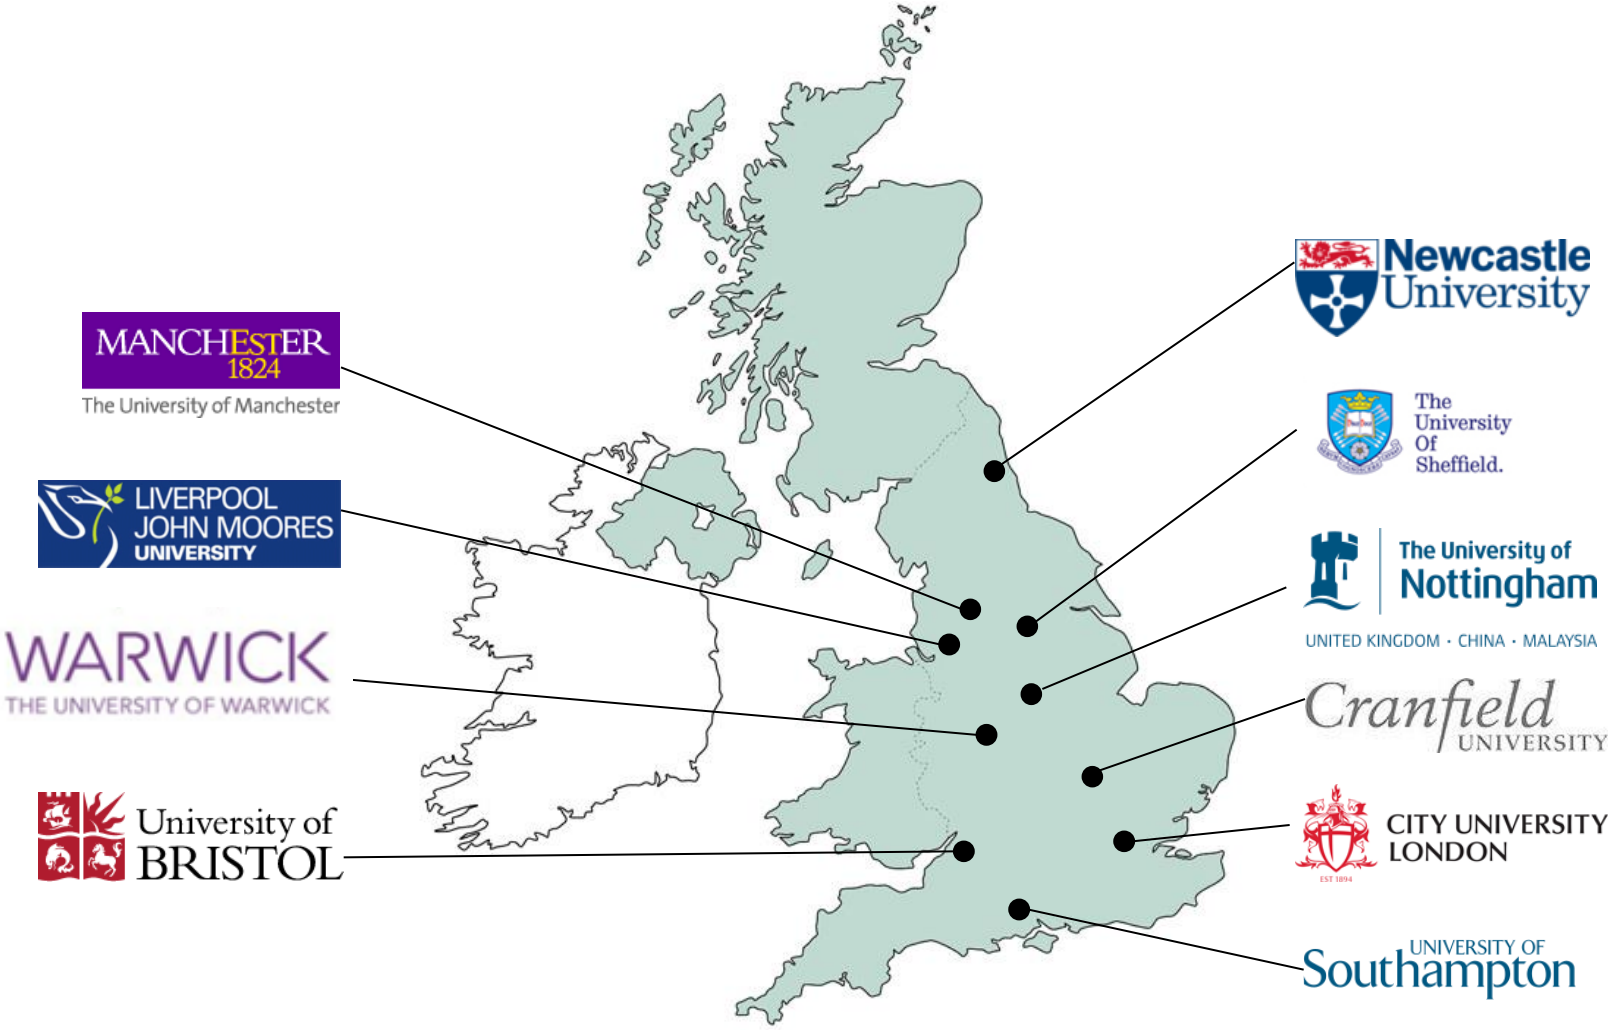 MANCHEsTER
1824
The University of Manchester
LIVERPOOL
JOHN MOORES
UNIVERSITY
WARWICK
THE UNIVERSITY OF WARWICK
University of
BRISTOL
Newcastle
University
The
University
Of
Sheffield.
The University of
Nottingham
UNITED KINGDOM · CHINA · MALAYSIA
Cranfield
UNIVERSITY
CITY UNIVERSITY
LONDON
EST 1894
UNIVERSITY OF
Southampton